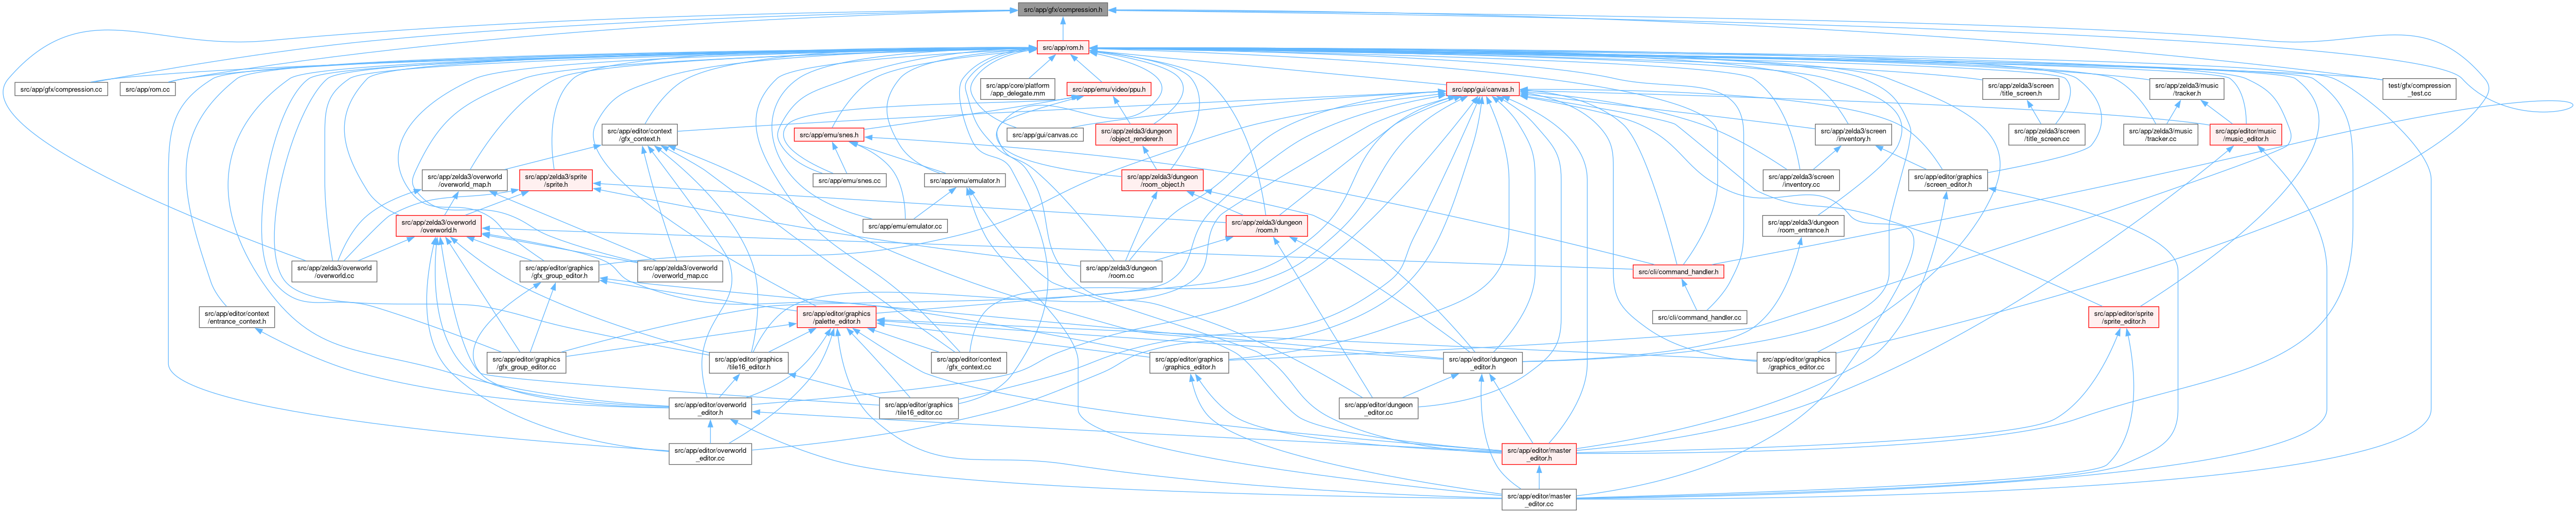 src/app/gfx/compression.h
src/app/rom.h
src/app/gfx/compression.cc
src/app/rom.cc
src/app/core/platform
/app_delegate.mm
src/app/emu/video/ppu.h
src/app/gui/canvas.h
src/app/zelda3/screen
/title_screen.h
src/app/zelda3/music
/tracker.h
test/gfx/compression
_test.cc
src/app/editor/context
/gfx_context.h
src/app/emu/snes.h
src/app/gui/canvas.cc
src/app/zelda3/dungeon
/object_renderer.h
src/app/zelda3/screen
/inventory.h
src/app/zelda3/screen
/title_screen.cc
src/app/zelda3/music
/tracker.cc
src/app/editor/music
/music_editor.h
src/app/zelda3/overworld
/overworld_map.h
src/app/zelda3/sprite
/sprite.h
src/app/emu/snes.cc
src/app/emu/emulator.h
src/app/zelda3/dungeon
/room_object.h
src/app/zelda3/screen
/inventory.cc
src/app/editor/graphics
/screen_editor.h
src/app/zelda3/overworld
/overworld.h
src/app/emu/emulator.cc
src/app/zelda3/dungeon
/room.h
src/app/zelda3/dungeon
/room_entrance.h
src/app/zelda3/overworld
/overworld.cc
src/app/editor/graphics
/gfx_group_editor.h
src/app/zelda3/overworld
/overworld_map.cc
src/app/zelda3/dungeon
/room.cc
src/cli/command_handler.h
src/app/editor/context
/entrance_context.h
src/app/editor/graphics
/palette_editor.h
src/cli/command_handler.cc
src/app/editor/sprite
/sprite_editor.h
src/app/editor/graphics
/gfx_group_editor.cc
src/app/editor/graphics
/tile16_editor.h
src/app/editor/context
/gfx_context.cc
src/app/editor/graphics
/graphics_editor.h
src/app/editor/dungeon
_editor.h
src/app/editor/graphics
/graphics_editor.cc
src/app/editor/overworld
_editor.h
src/app/editor/graphics
/tile16_editor.cc
src/app/editor/dungeon
_editor.cc
src/app/editor/overworld
_editor.cc
src/app/editor/master
_editor.h
src/app/editor/master
_editor.cc